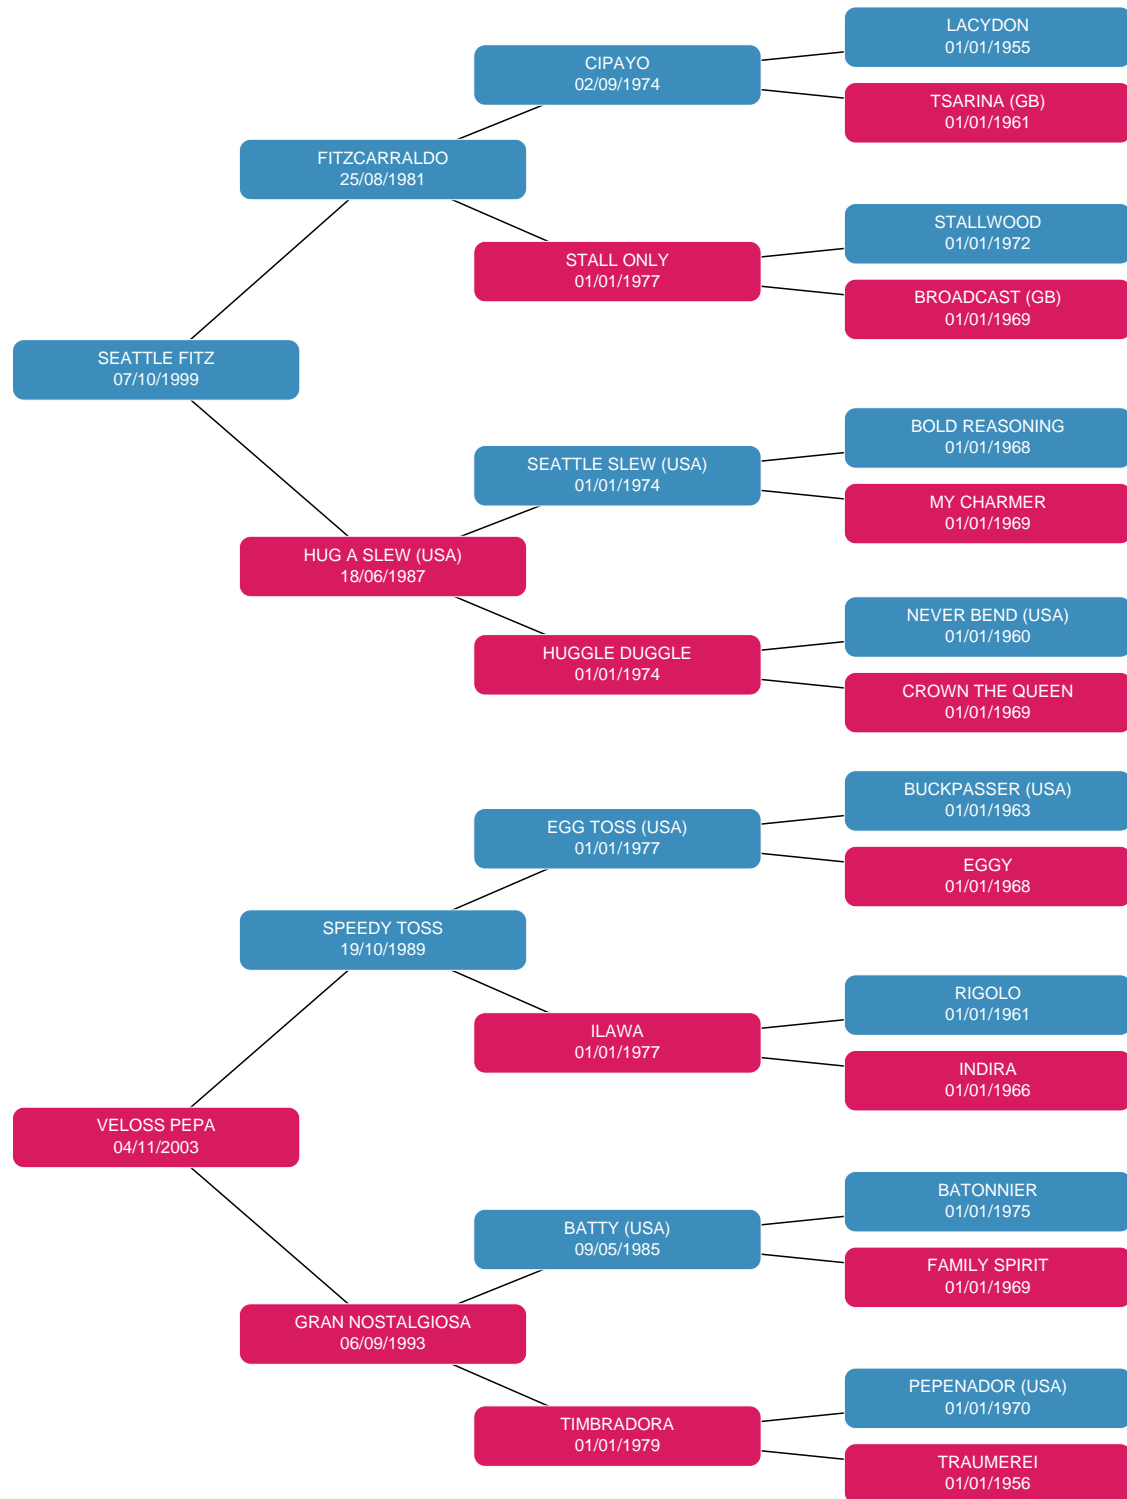 LACYDON
01/01/1955
CIPAYO
02/09/1974
TSARINA (GB)
01/01/1961
FITZCARRALDO
25/08/1981
STALLWOOD
01/01/1972
STALL ONLY
01/01/1977
BROADCAST (GB)
01/01/1969
SEATTLE FITZ
07/10/1999
BOLD REASONING
01/01/1968
SEATTLE SLEW (USA)
01/01/1974
MY CHARMER
01/01/1969
HUG A SLEW (USA)
18/06/1987
NEVER BEND (USA)
01/01/1960
HUGGLE DUGGLE
01/01/1974
CROWN THE QUEEN
01/01/1969
BUCKPASSER (USA)
01/01/1963
EGG TOSS (USA)
01/01/1977
EGGY
01/01/1968
SPEEDY TOSS
19/10/1989
RIGOLO
01/01/1961
ILAWA
01/01/1977
INDIRA
01/01/1966
VELOSS PEPA
04/11/2003
BATONNIER
01/01/1975
BATTY (USA)
09/05/1985
FAMILY SPIRIT
01/01/1969
GRAN NOSTALGIOSA
06/09/1993
PEPENADOR (USA)
01/01/1970
TIMBRADORA
01/01/1979
TRAUMEREI
01/01/1956